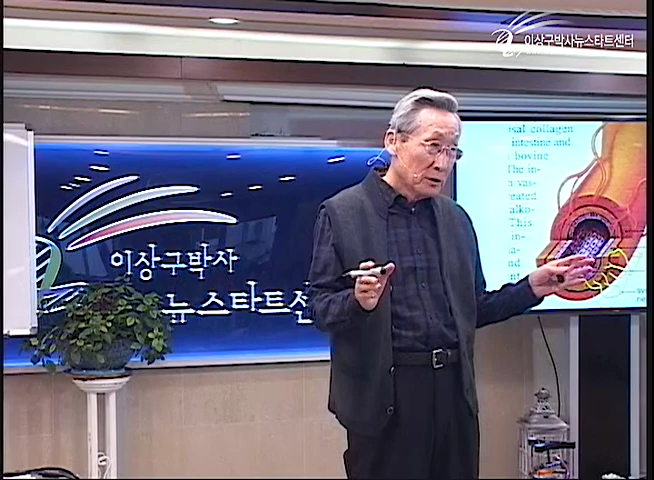 이상구박사뉴스타트센터
이상구박사
뉴스타트센
collagen
intestine and
bovine
The in-
n vas-
eated
alko-
This
in-
sa-
nd